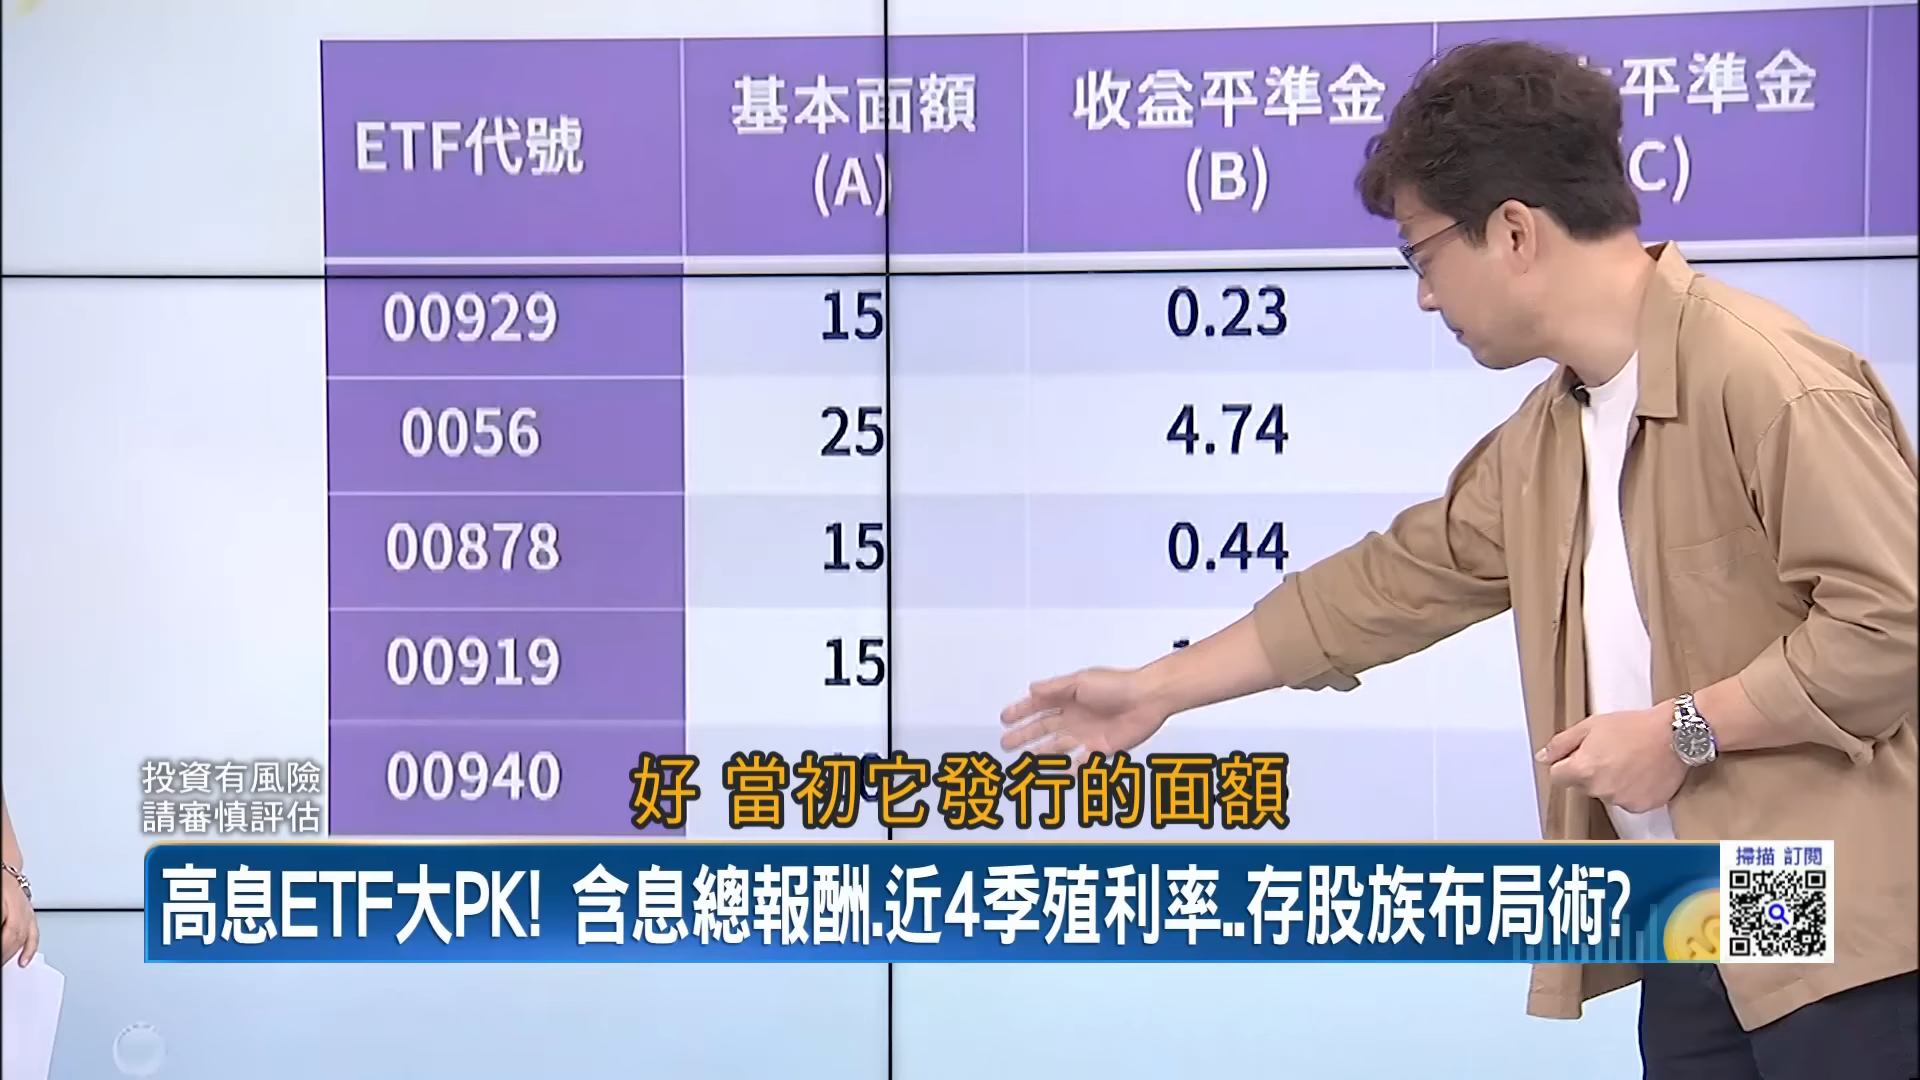 ETF代號
基本面額
(A)
收益平準金
(B)
平準金
C)
00929
15
0.23
0056
25
4.74
00878
15
0.44
00919
15
00940
投資有風險
請審慎評估
好 當初它發行的面額
高息ETF大PK! 含息總報酬.近4季殖利率..存股族布局術?
掃描 訂閱